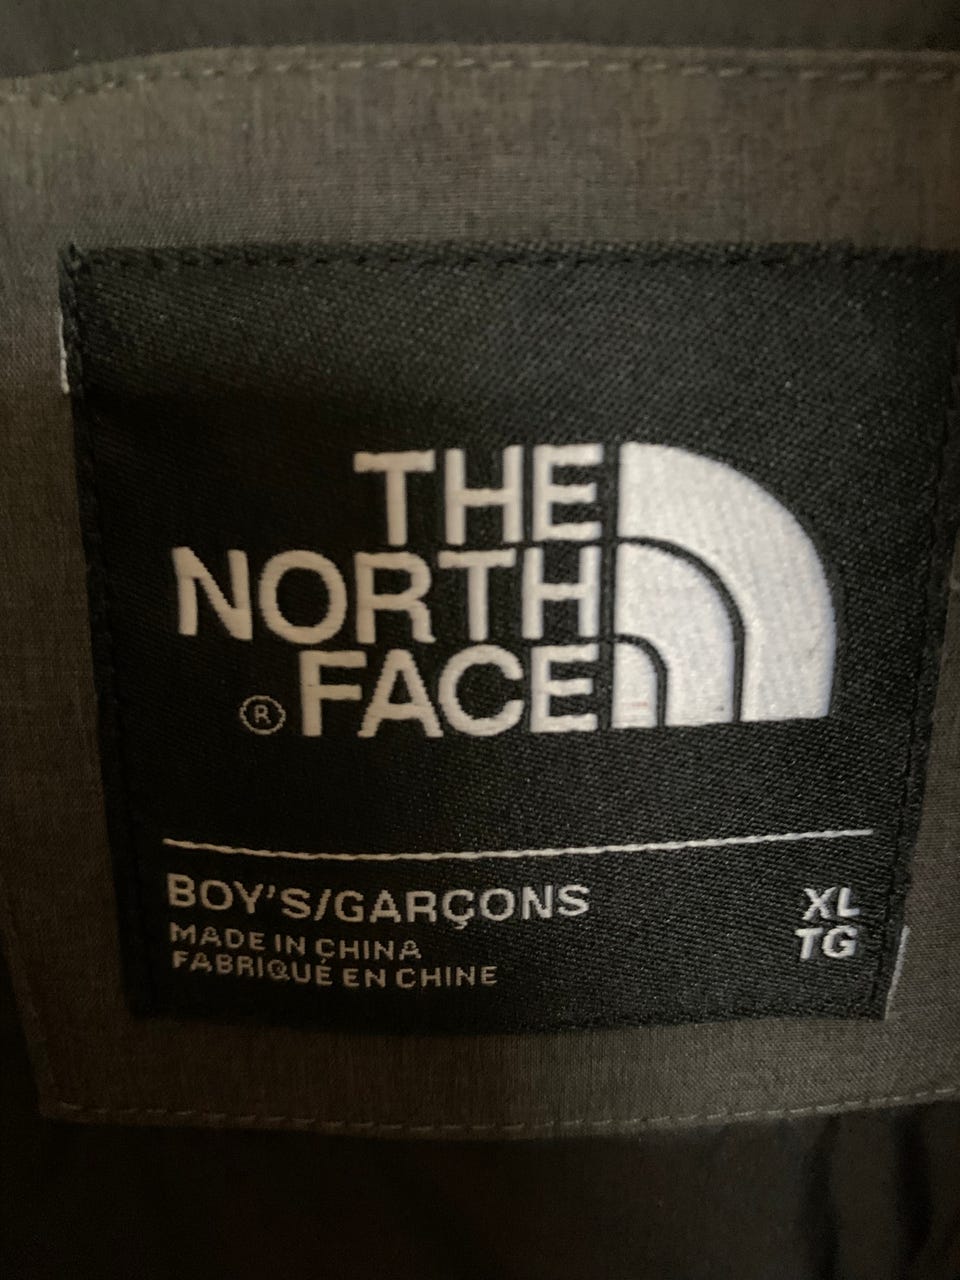 THE
NORTH
® FACE
BOY'S/GARÇONS
XL
MADE IN CHINA
TG
FABRIQUÉ EN CHINE